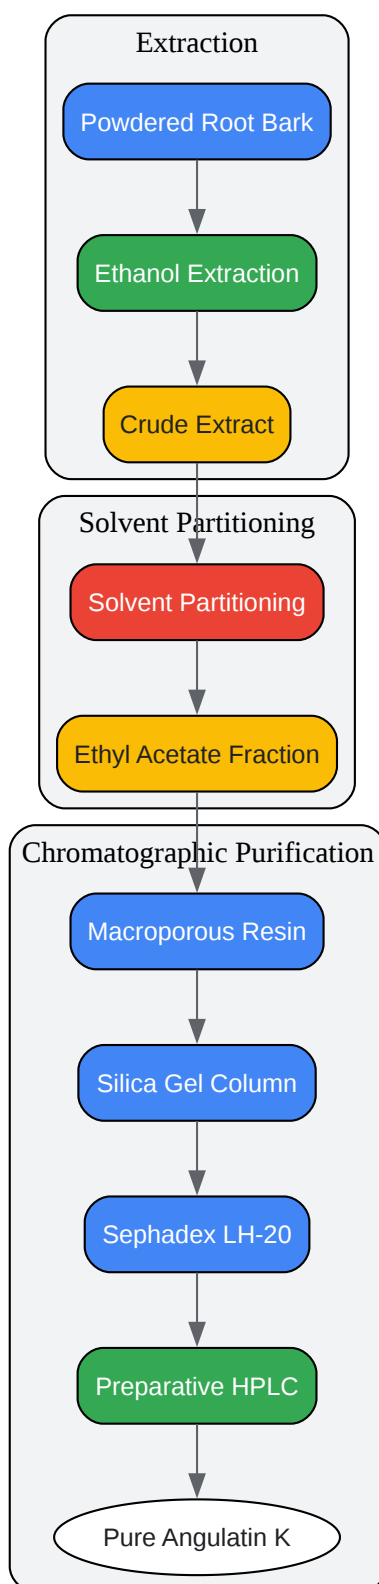 Extraction
Powdered Root Bark
Ethanol Extraction
Crude Extract
Solvent Partitioning
Solvent Partitioning
Ethyl Acetate Fraction
Chromatographic Purification
Macroporous Resin
Silica Gel Column
Sephadex LH-20
Preparative HPLC
Pure Angulatin K